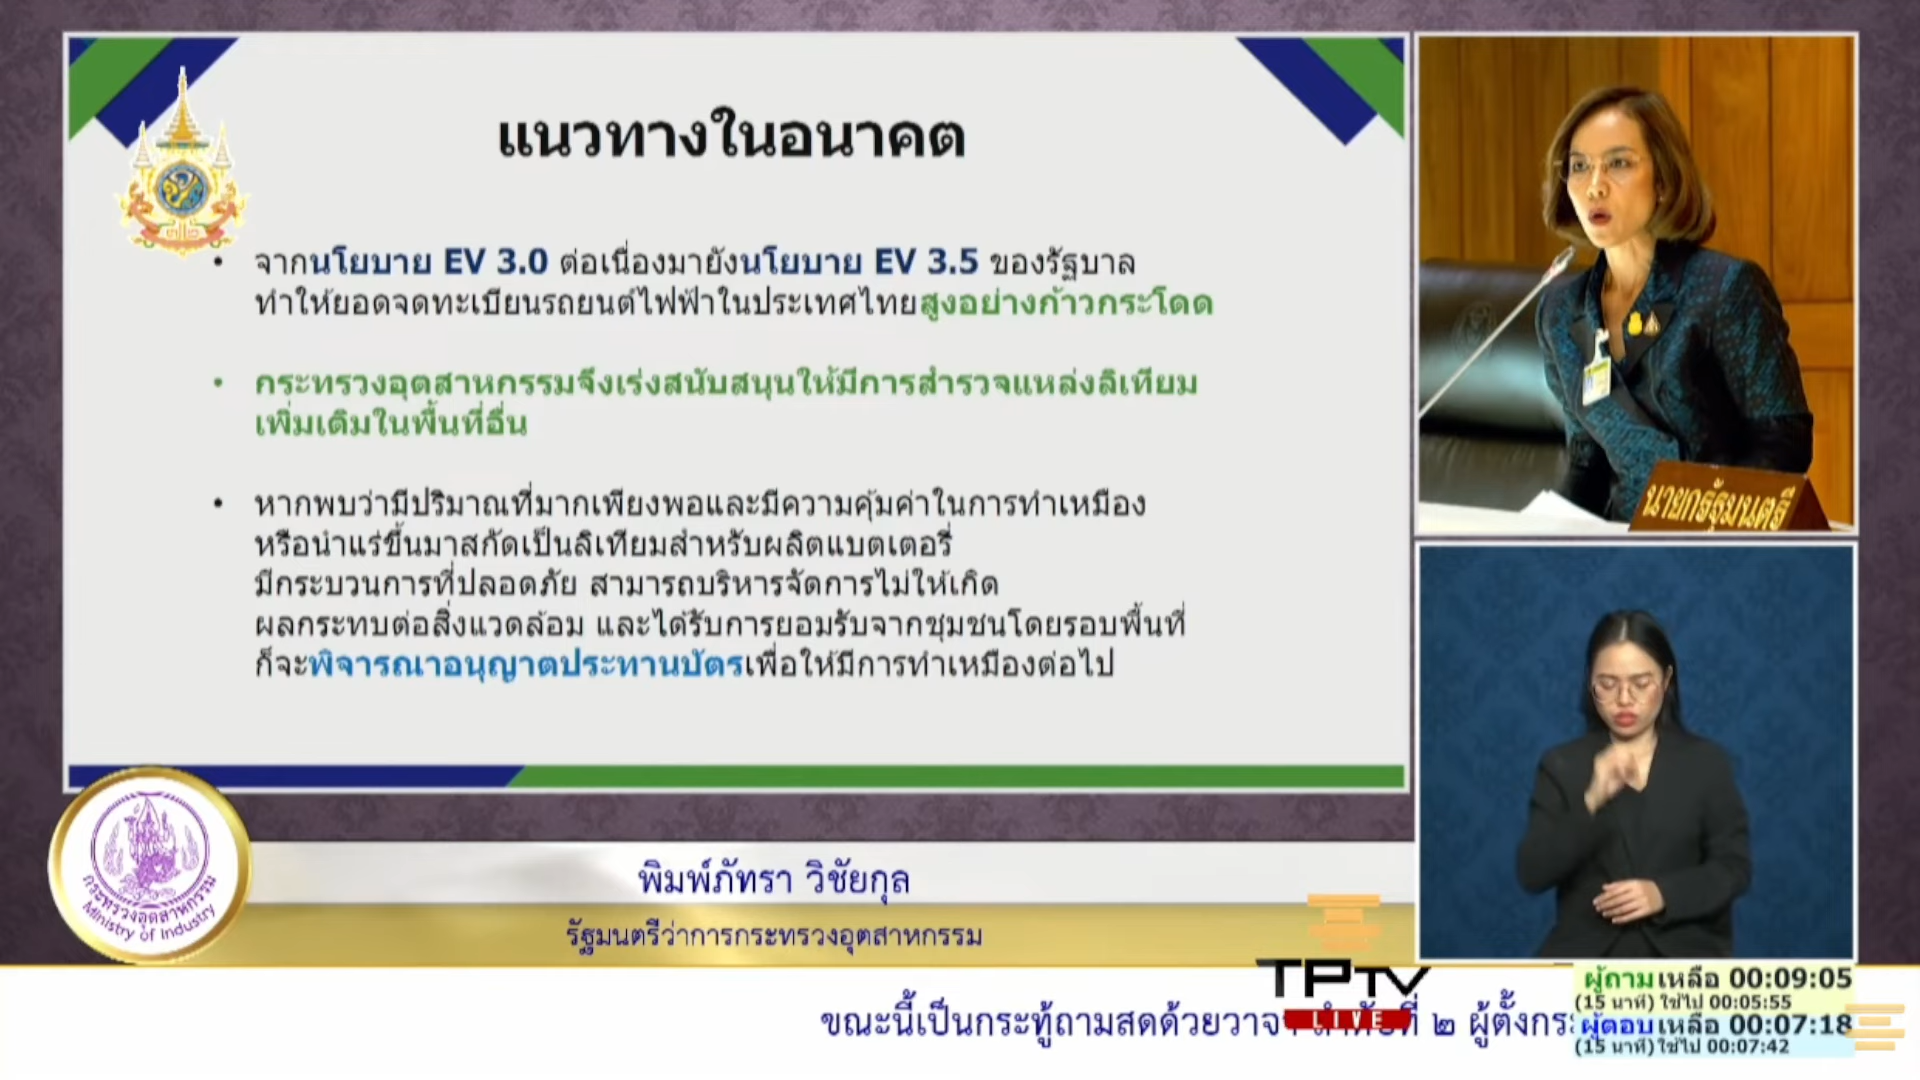 แนวทางในอนาคต
• จากนโยบาย EV 3.0 ต่อเนื่องมายังนโยบาย EV 3.5 ของรัฐบาล
ทำให้ยอดจดทะเบียนรถยนต์ไฟฟ้าในประเทศไทยสูงอย่างก้าวกระโดด
• กระทรวงอุตสาหกรรมจึงเร่งสนับสนุนให้มีการสำรวจแหล่งลิเทียม
เพิ่มเติมในพื้นที่อื่น
• หากพบว่ามีปริมาณที่มากเพียงพอและมีความคุ้มค่าในการทำเหมือง
หรือนำแร่ขึ้นมาสกัดเป็นลิเทียมสำหรับผลิตแบตเตอรี่
มีกระบวนการที่ปลอดภัย สามารถบริหารจัดการไม่ให้เกิด
ผลกระทบต่อสิ่งแวดล้อม และได้รับการยอมรับจากชุมชนโดยรอบพื้นที่
ก็จะพิจารณาอนุญาตประทานบัตรเพื่อให้มีการทำเหมืองต่อไป
๗๒
นายกรัฐมนตรี
กระทรวงอุตสาหกรรม
Ministry of Industry
พิมพ์ภัทรา วิชัยกุล
รัฐมนตรีว่าการกระทรวงอุตสาหกรรม
TPTV
LIVE
ขณะนี้เป็นกระทู้ถามสดด้วยวาจา ลำดับที่ ๒ ผู้ตั้งกระ
ผู้ถามเหลือ 00:09:05
(15 นาที) ใช้ไป 00:05:55
ผู้ตอบเหลือ 00:07:18
(15 นาที) ใช้ไป 00:07:42